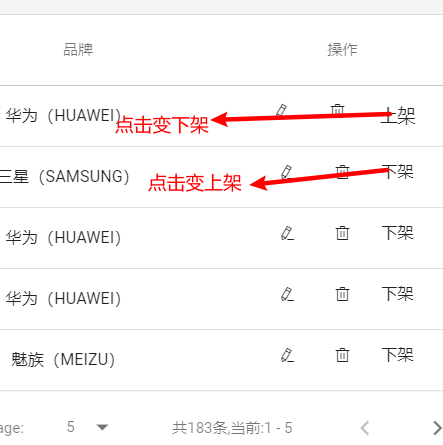 品牌 操作
华为（HUAWEI） 上架
点击变下架
三星（SAMSUNG） 下架
点击变上架
华为（HUAWEI） 下架
华为（HUAWEI） 下架
魅族（MEIZU） 下架
age: 5 共183条,当前:1 - 5